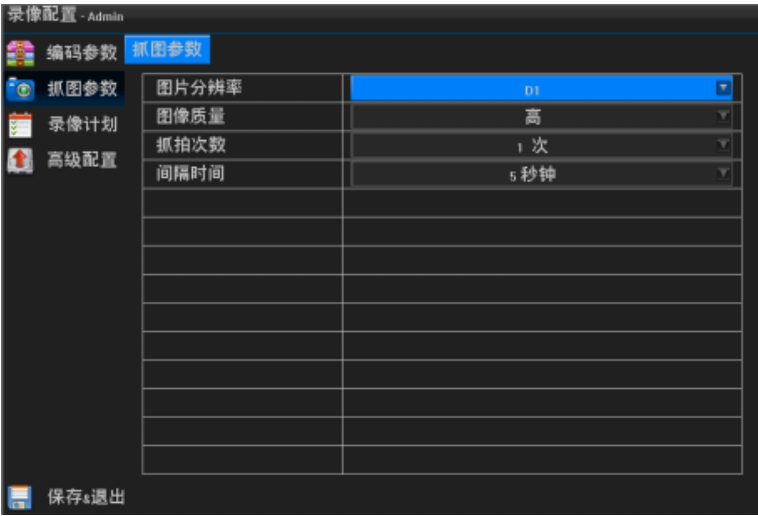 录像配置 - Admin
编码参数
抓图参数
录像计划
高级配置
抓图参数
图片分辨率 D1
图像质量 高
抓拍次数 1 次
间隔时间 5 秒钟
保存&退出